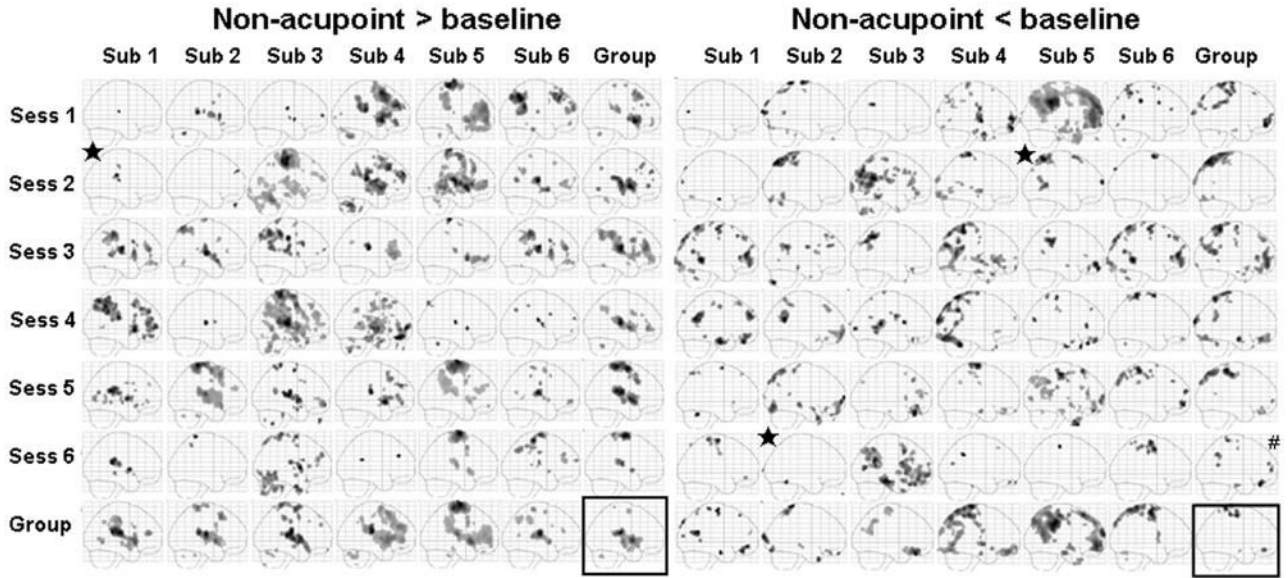 Non-acupoint > baseline Non-acupoint < baseline
Sub 1 Sub 2 Sub 3 Sub 4 Sub 5 Sub 6 Group Sub 1 Sub 2 Sub 3 Sub 4 Sub 5 Sub 6 Group
Sess 1
Sess 2
Sess 3
Sess 4
Sess 5
Sess 6 #
Group